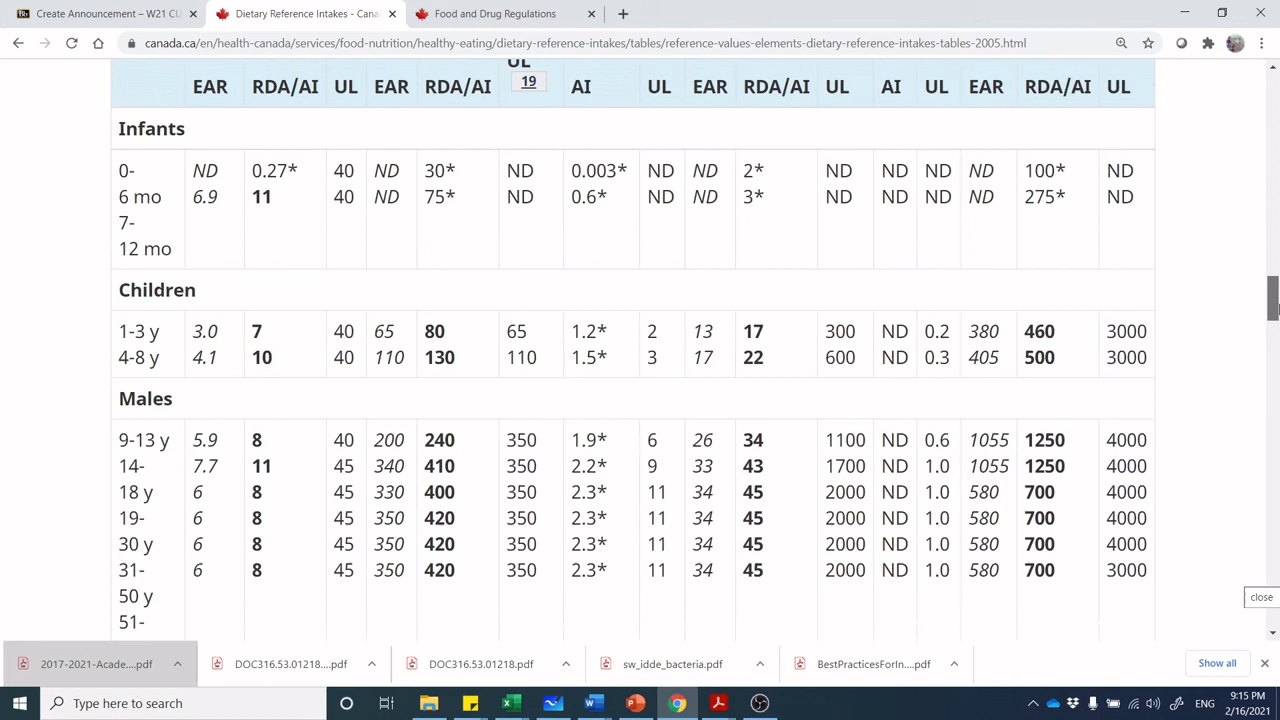 Create Announcement – W21 CU
Dietary Reference Intakes - Cana
Food and Drug Regulations
canada.ca/en/health-canada/services/food-nutrition/healthy-eating/dietary-reference-intakes/tables/reference-values-elements-dietary-reference-intakes-tables-2005.html
UL
19
EAR RDA/AI UL EAR RDA/AI AI UL EAR RDA/AI UL AI UL EAR RDA/AI UL
Infants
0- ND 0.27* 40 ND 30* ND 0.003* ND ND 2* ND ND ND ND 100* ND
6 mo 6.9 11 40 ND 75* ND 0.6* ND ND 3* ND ND ND ND 275* ND
7-
12 mo
Children
1-3 y 3.0 7 40 65 80 65 1.2* 2 13 17 300 ND 0.2 380 460 3000
4-8 y 4.1 10 40 110 130 110 1.5* 3 17 22 600 ND 0.3 405 500 3000
Males
9-13 y 5.9 8 40 200 240 350 1.9* 6 26 34 1100 ND 0.6 1055 1250 4000
14- 7.7 11 45 340 410 350 2.2* 9 33 43 1700 ND 1.0 1055 1250 4000
18 y 6 8 45 330 400 350 2.3* 11 34 45 2000 ND 1.0 580 700 4000
19- 6 8 45 350 420 350 2.3* 11 34 45 2000 ND 1.0 580 700 4000
30 y 6 8 45 350 420 350 2.3* 11 34 45 2000 ND 1.0 580 700 4000
31- 6 8 45 350 420 350 2.3* 11 34 45 2000 ND 1.0 580 700 3000
50 y
51-
close
2017-2021-Acade....pdf
DOC316.53.01218....pdf
DOC316.53.01218.pdf
sw_idde_bacteria.pdf
BestPracticesForIn....pdf
Show all
Type here to search
ENG
9:15 PM
2/16/2021